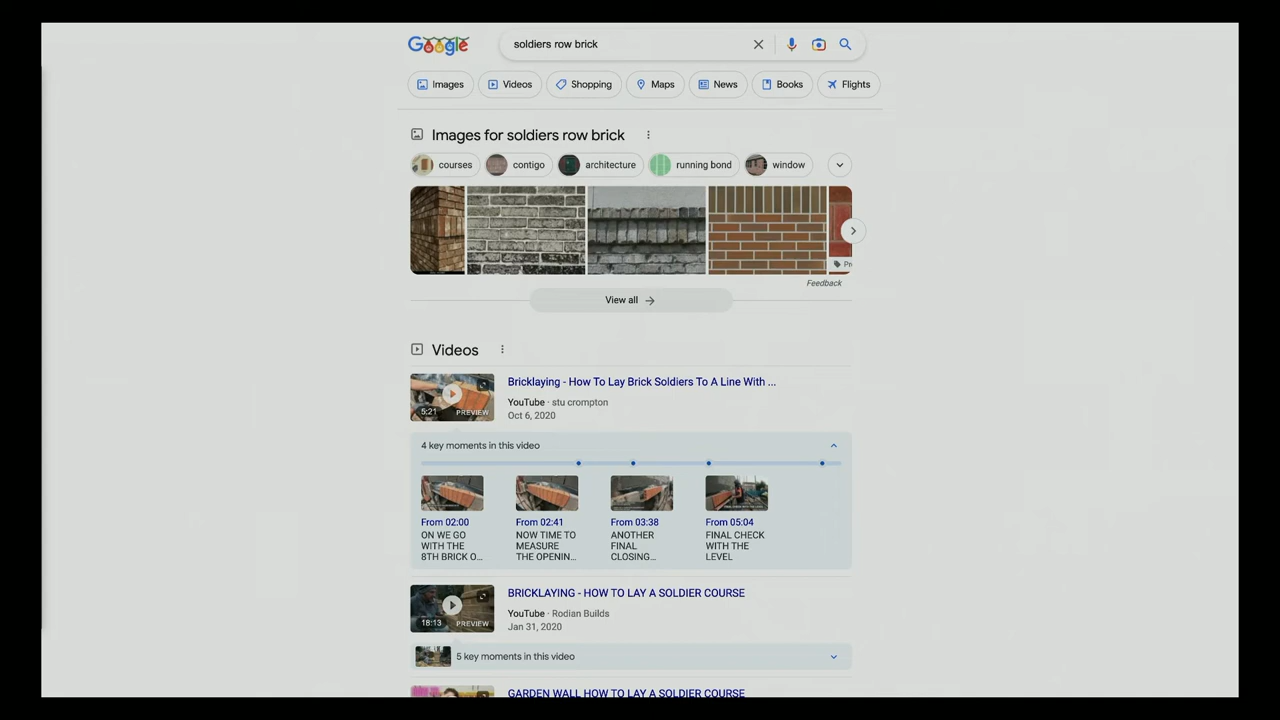 Google
soldiers row brick
Images
Videos
Shopping
Maps
News
Books
Flights
Images for soldiers row brick
courses
contigo
architecture
running bond
window
Pr
Feedback
View all
Videos
5:21
PREVIEW
Bricklaying - How To Lay Brick Soldiers To A Line With ...
YouTube · stu crompton
Oct 6, 2020
4 key moments in this video
From 02:00
ON WE GO
WITH THE
8TH BRICK O...
From 02:41
NOW TIME TO
MEASURE
THE OPENIN...
From 03:38
ANOTHER
FINAL
CLOSING...
From 05:04
FINAL CHECK
WITH THE
LEVEL
18:13
PREVIEW
BRICKLAYING - HOW TO LAY A SOLDIER COURSE
YouTube · Rodian Builds
Jan 31, 2020
5 key moments in this video
GARDEN WALL HOW TO LAY A SOLDIER COURSE